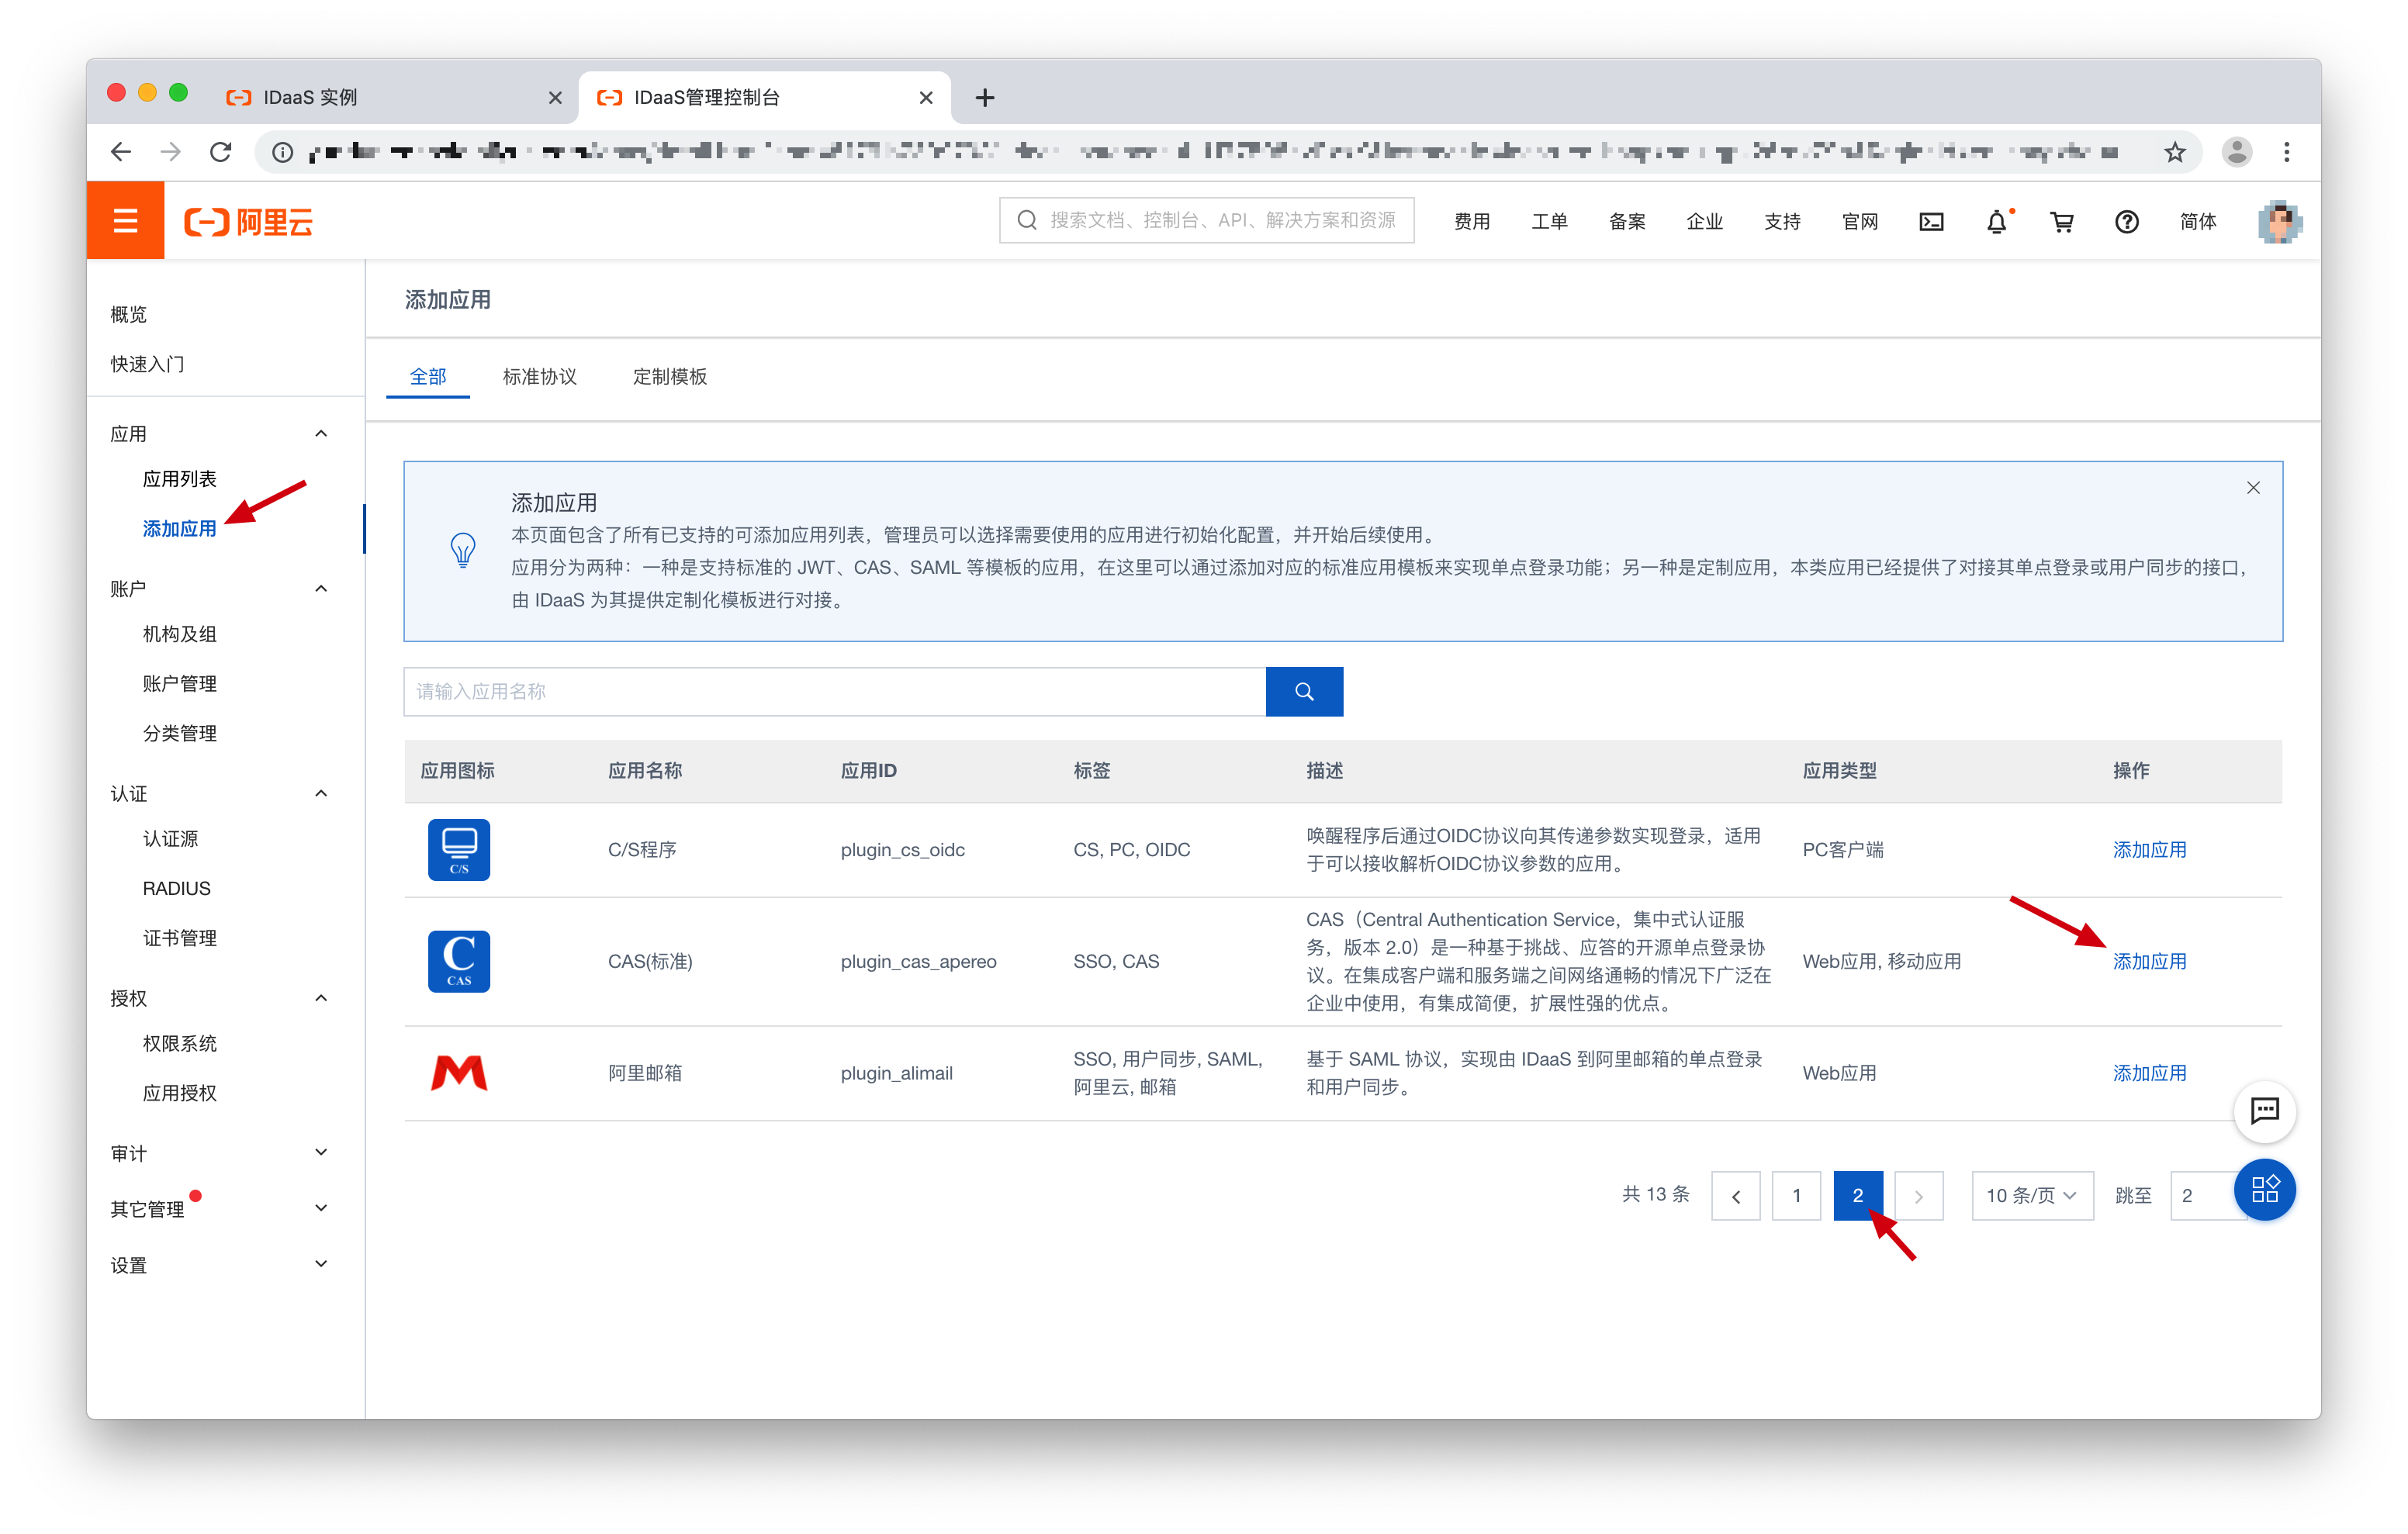 IDaaS 实例
IDaaS管理控制台
阿里云
搜索文档、控制台、API、解决方案和资源
费用
工单
备案
企业
支持
官网
简体
概览
快速入门
应用
应用列表
添加应用
账户
机构及组
账户管理
分类管理
认证
认证源
RADIUS
证书管理
授权
权限系统
应用授权
审计
其它管理
设置
添加应用
全部
标准协议
定制模板
添加应用
本页面包含了所有已支持的可添加应用列表，管理员可以选择需要使用的应用进行初始化配置，并开始后续使用。
应用分为两种：一种是支持标准的 JWT、CAS、SAML 等模板的应用，在这里可以通过添加对应的标准应用模板来实现单点登录功能；另一种是定制应用，本类应用已经提供了对接其单点登录或用户同步的接口，
由 IDaaS 为其提供定制化模板进行对接。
请输入应用名称
应用图标
应用名称
应用ID
标签
描述
应用类型
操作
C/S
C/S程序
plugin_cs_oidc
CS, PC, OIDC
唤醒程序后通过OIDC协议向其传递参数实现登录，适用
于可以接收解析OIDC协议参数的应用。
PC客户端
添加应用
C
CAS
CAS(标准)
plugin_cas_apereo
SSO, CAS
CAS（Central Authentication Service，集中式认证服
务，版本 2.0）是一种基于挑战、应答的开源单点登录协
议。在集成客户端和服务端之间网络通畅的情况下广泛在
企业中使用，有集成简便，扩展性强的优点。
Web应用, 移动应用
添加应用
阿里邮箱
plugin_alimail
SSO, 用户同步, SAML,
阿里云, 邮箱
基于 SAML 协议，实现由 IDaaS 到阿里邮箱的单点登录
和用户同步。
Web应用
添加应用
共 13 条
1
2
10 条/页
跳至
2